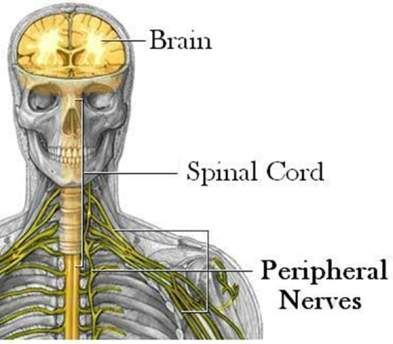 Brain
Spinal Cord
Peripheral
Nerves